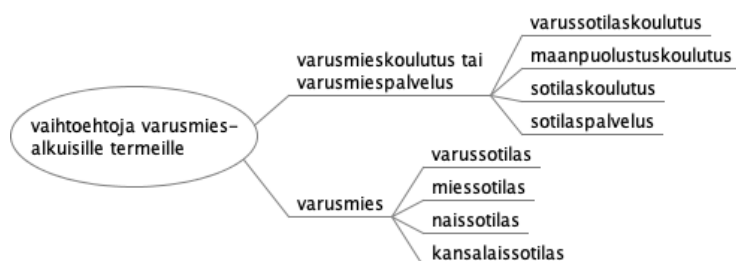 vaihtoehtoja varusmies-
alkuisille termeille
varusmieskoulutus tai
varusmiespalvelus
varussotilaskoulutus
maanpuolustuskoulutus
sotilaskoulutus
sotilaspalvelus
varusmies
varussotilas
miessotilas
naissotilas
kansalaissotilas